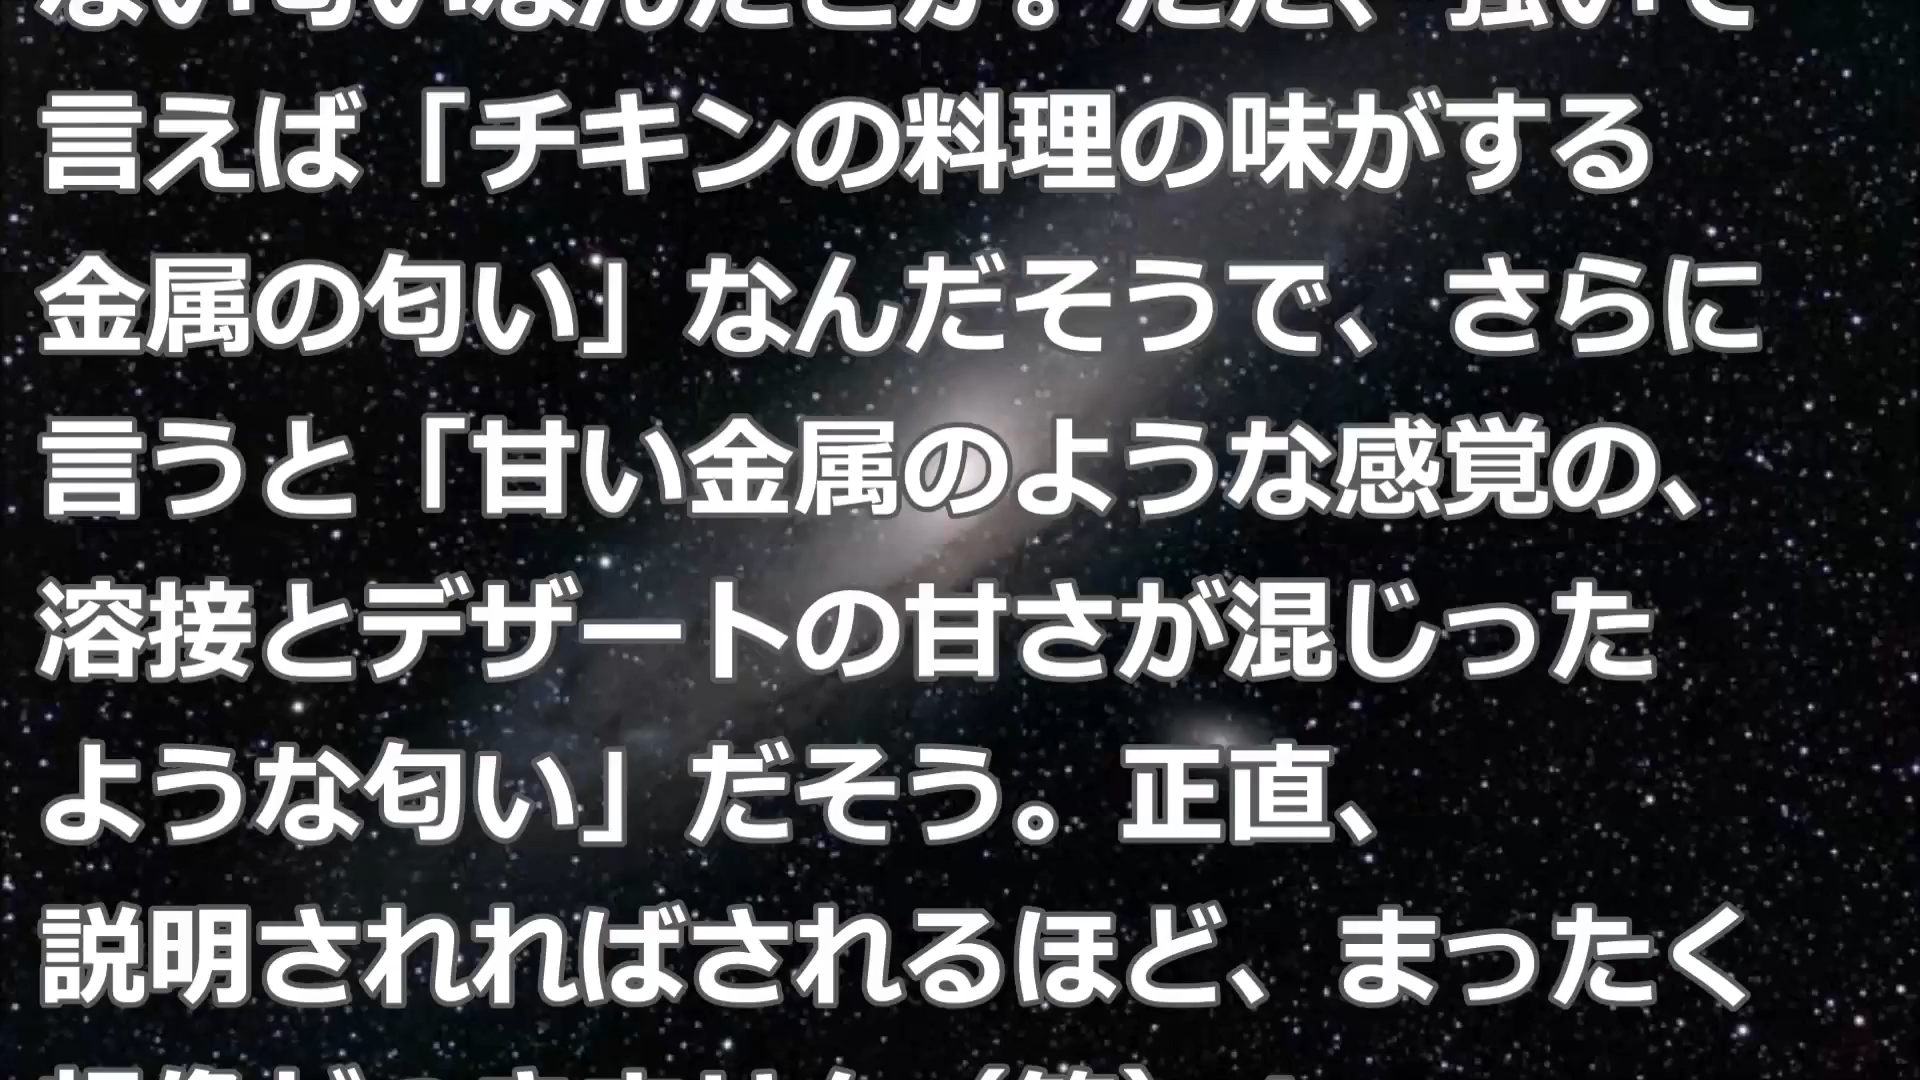 ない匂いなんだとか。ただ、強いて
言えば「チキンの料理の味がする
金属の匂い」なんだそうで、さらに
言うと「甘い金属のような感覚の、
溶接とデザートの甘さが混じった
ような匂い」だそう。正直、
説明されればされるほど、まったく